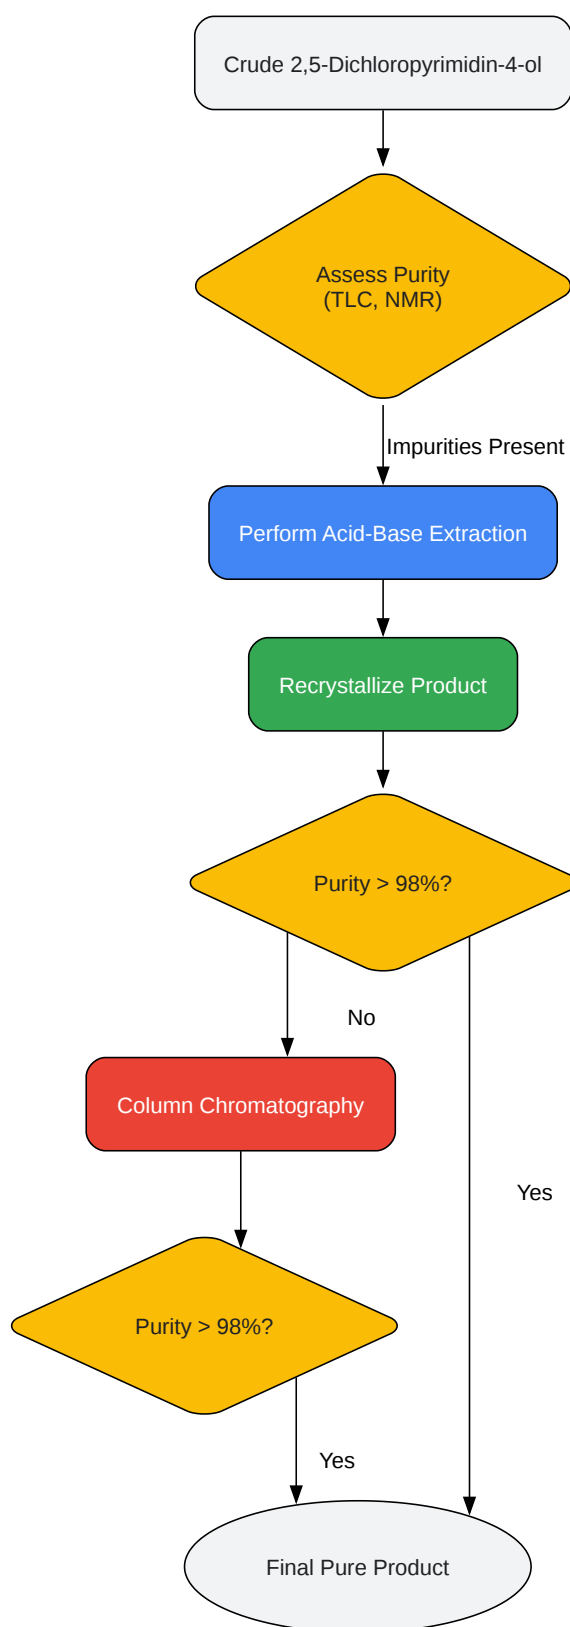 Crude 2,5-Dichloropyrimidin-4-ol
Assess Purity
(TLC, NMR)
Impurities Present
Perform Acid-Base Extraction
Recrystallize Product
Purity > 98%?
No
Column Chromatography
Yes
Purity > 98%?
Yes
Final Pure Product